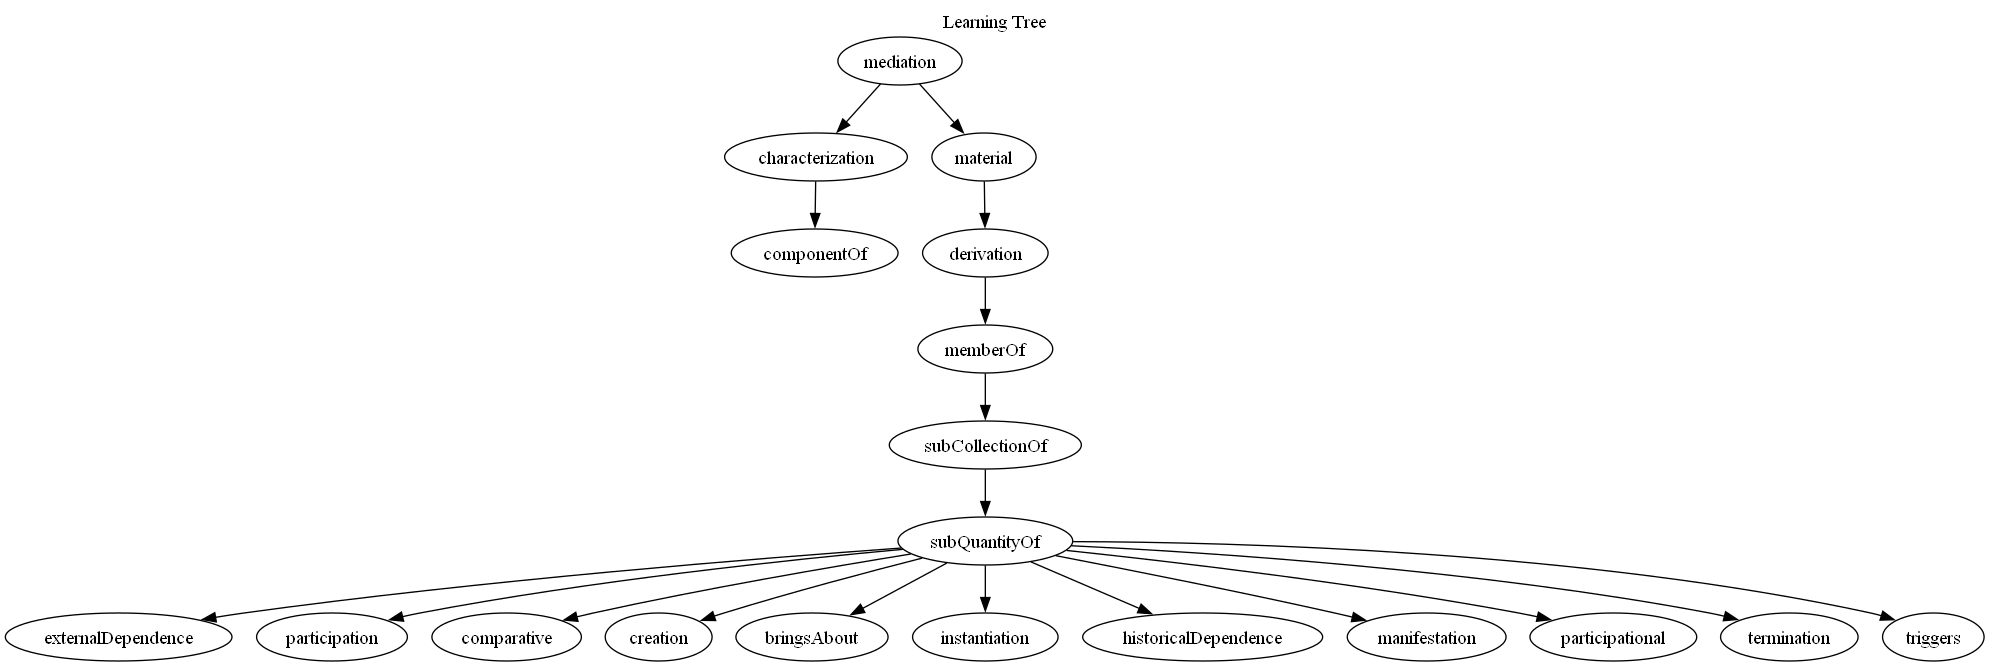 Learning Tree
mediation
characterization
material
componentOf
derivation
memberOf
subCollectionOf
subQuantityOf
externalDependence
participation
comparative
creation
bringsAbout
instantiation
historicalDependence
manifestation
participational
termination
triggers